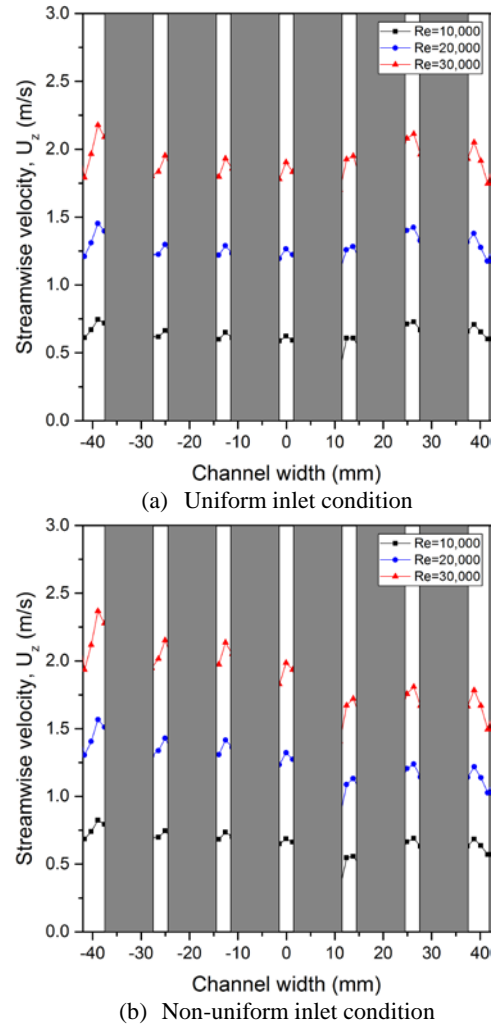 3.0
2.5
2.0
1.5
1.0
0.5
0.0
Streamwise velocity, U_z (m/s)
Re=10,000
Re=20,000
Re=30,000
-40 -30 -20 -10 0 10 20 30 40
Channel width (mm)
(a) Uniform inlet condition
3.0
2.5
2.0
1.5
1.0
0.5
0.0
Streamwise velocity, U_z (m/s)
Re=10,000
Re=20,000
Re=30,000
-40 -30 -20 -10 0 10 20 30 40
Channel width (mm)
(b) Non-uniform inlet condition